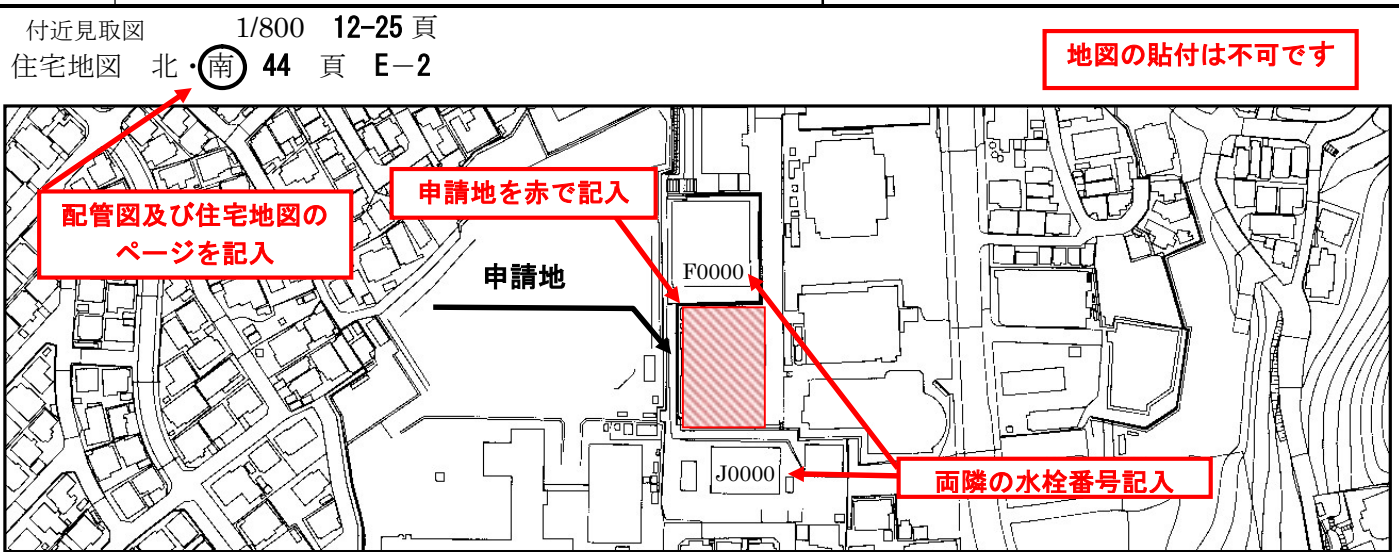 付近見取図 1/800 12-25 頁
住宅地図 北・南 44 頁 E-2
地図の貼付は不可です
配管図及び住宅地図の
ページを記入
申請地を赤で記入
申請地
F0000
J0000
両隣の水栓番号記入